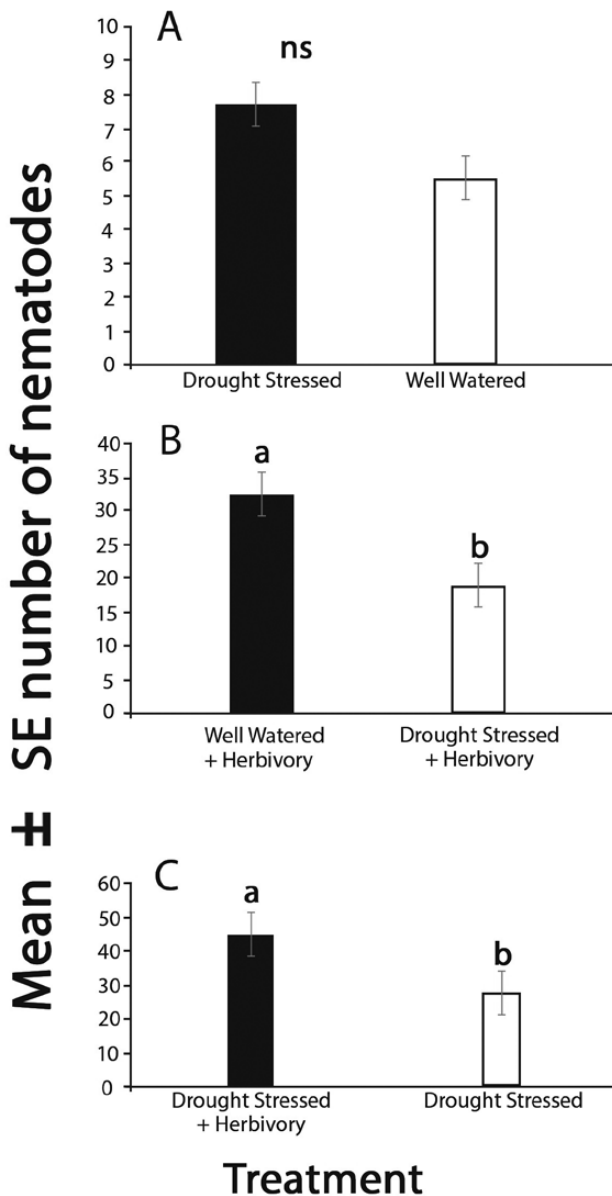 Mean ± SE number of nematodes
A
ns
10
9
8
7
6
5
4
3
2
1
0
Drought Stressed
Well Watered
B
a
b
40
35
30
25
20
15
10
5
0
Well Watered
+ Herbivory
Drought Stressed
+ Herbivory
C
a
b
60
50
40
30
20
10
0
Drought Stressed
+ Herbivory
Drought Stressed
Treatment